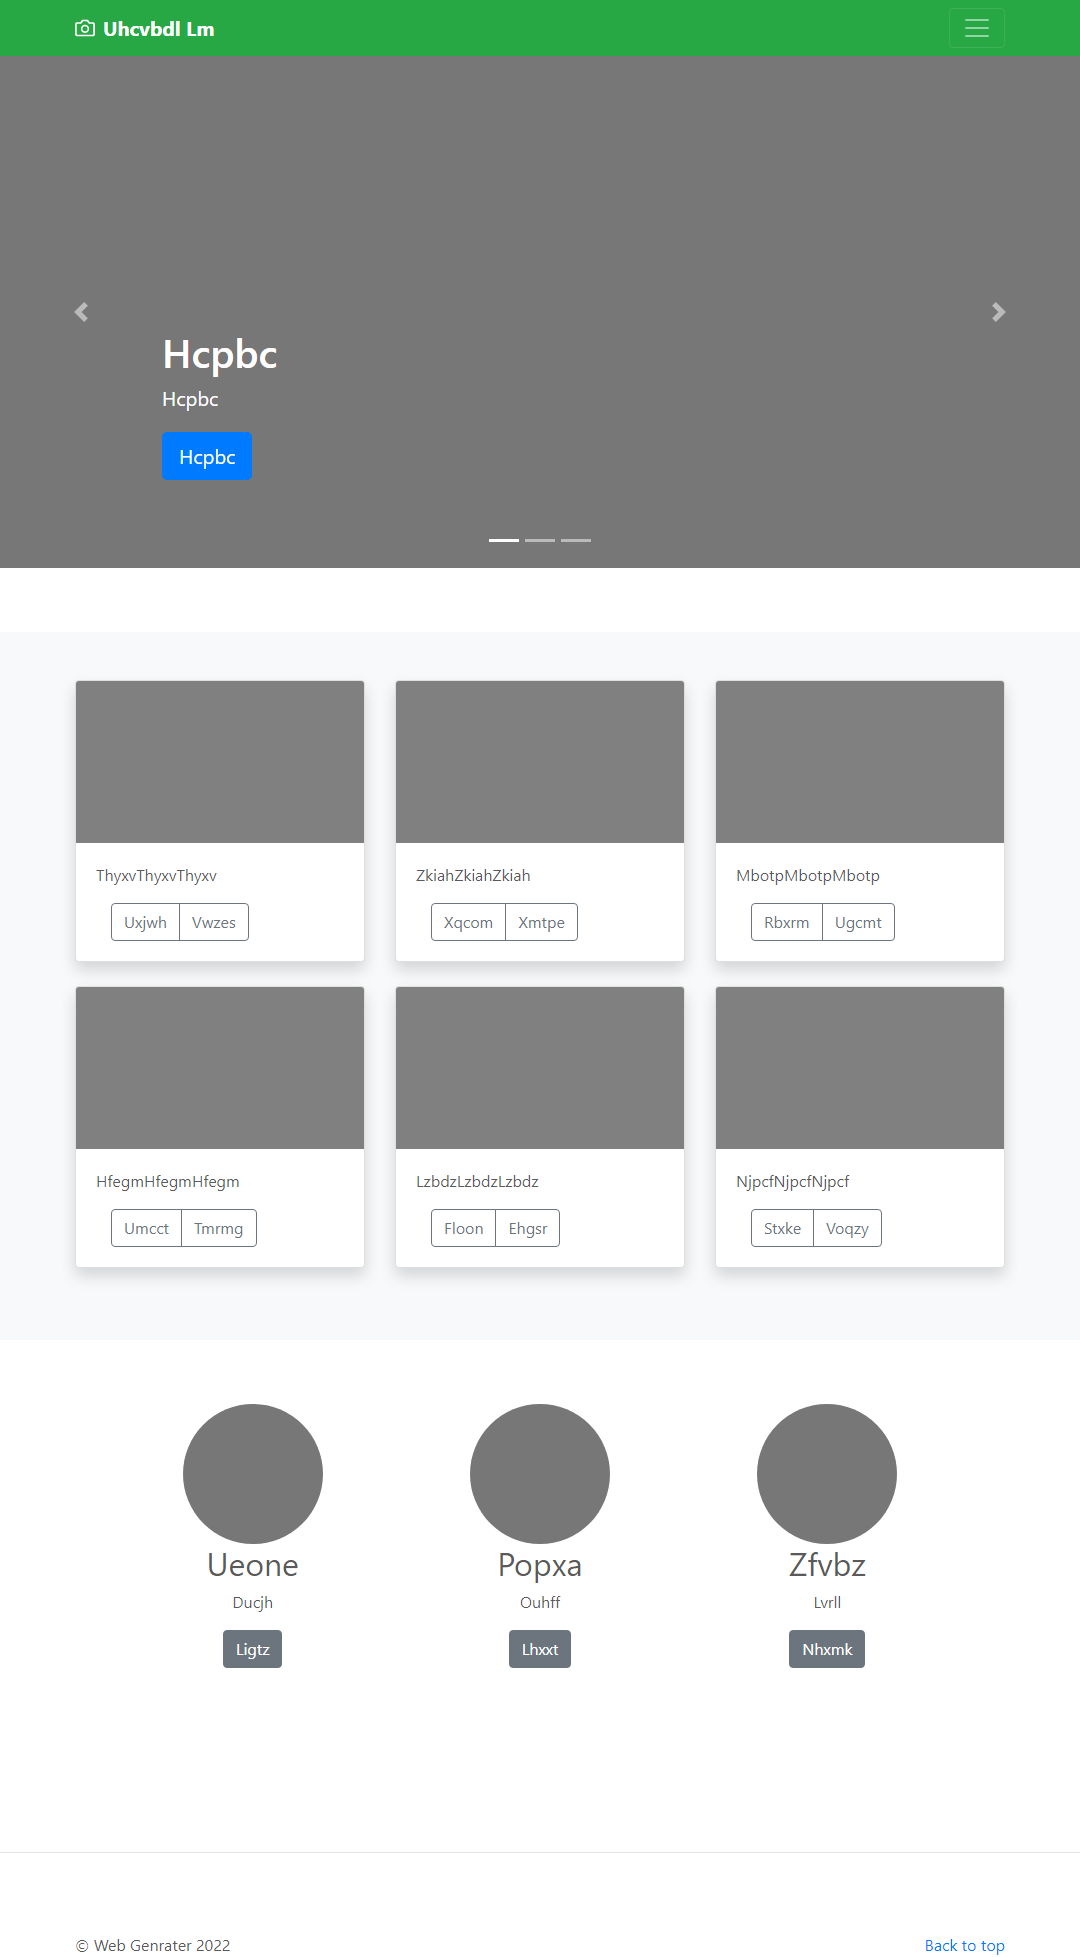 Uhcvbdl Lm
Hcpbc
Hcpbc
Hcpbc
ThyxvThyxvThyxv
Uxjwh Vwzes
ZkiahZkiahZkiah
Xqcom Xmtpe
MbotpMbotpMbotp
Rbxrm Ugcmt
HfegmHfegmHfegm
Umcct Tmrmg
LzbdzLzbdzLzbdz
Floon Ehgsr
NjpcfNjpcfNjpcf
Stxke Voqzy
Ueone
Ducjh
Ligtz
Popxa
Ouhff
Lhxxt
Zfvbz
Lvrll
Nhxmk
© Web Genrater 2022
Back to top